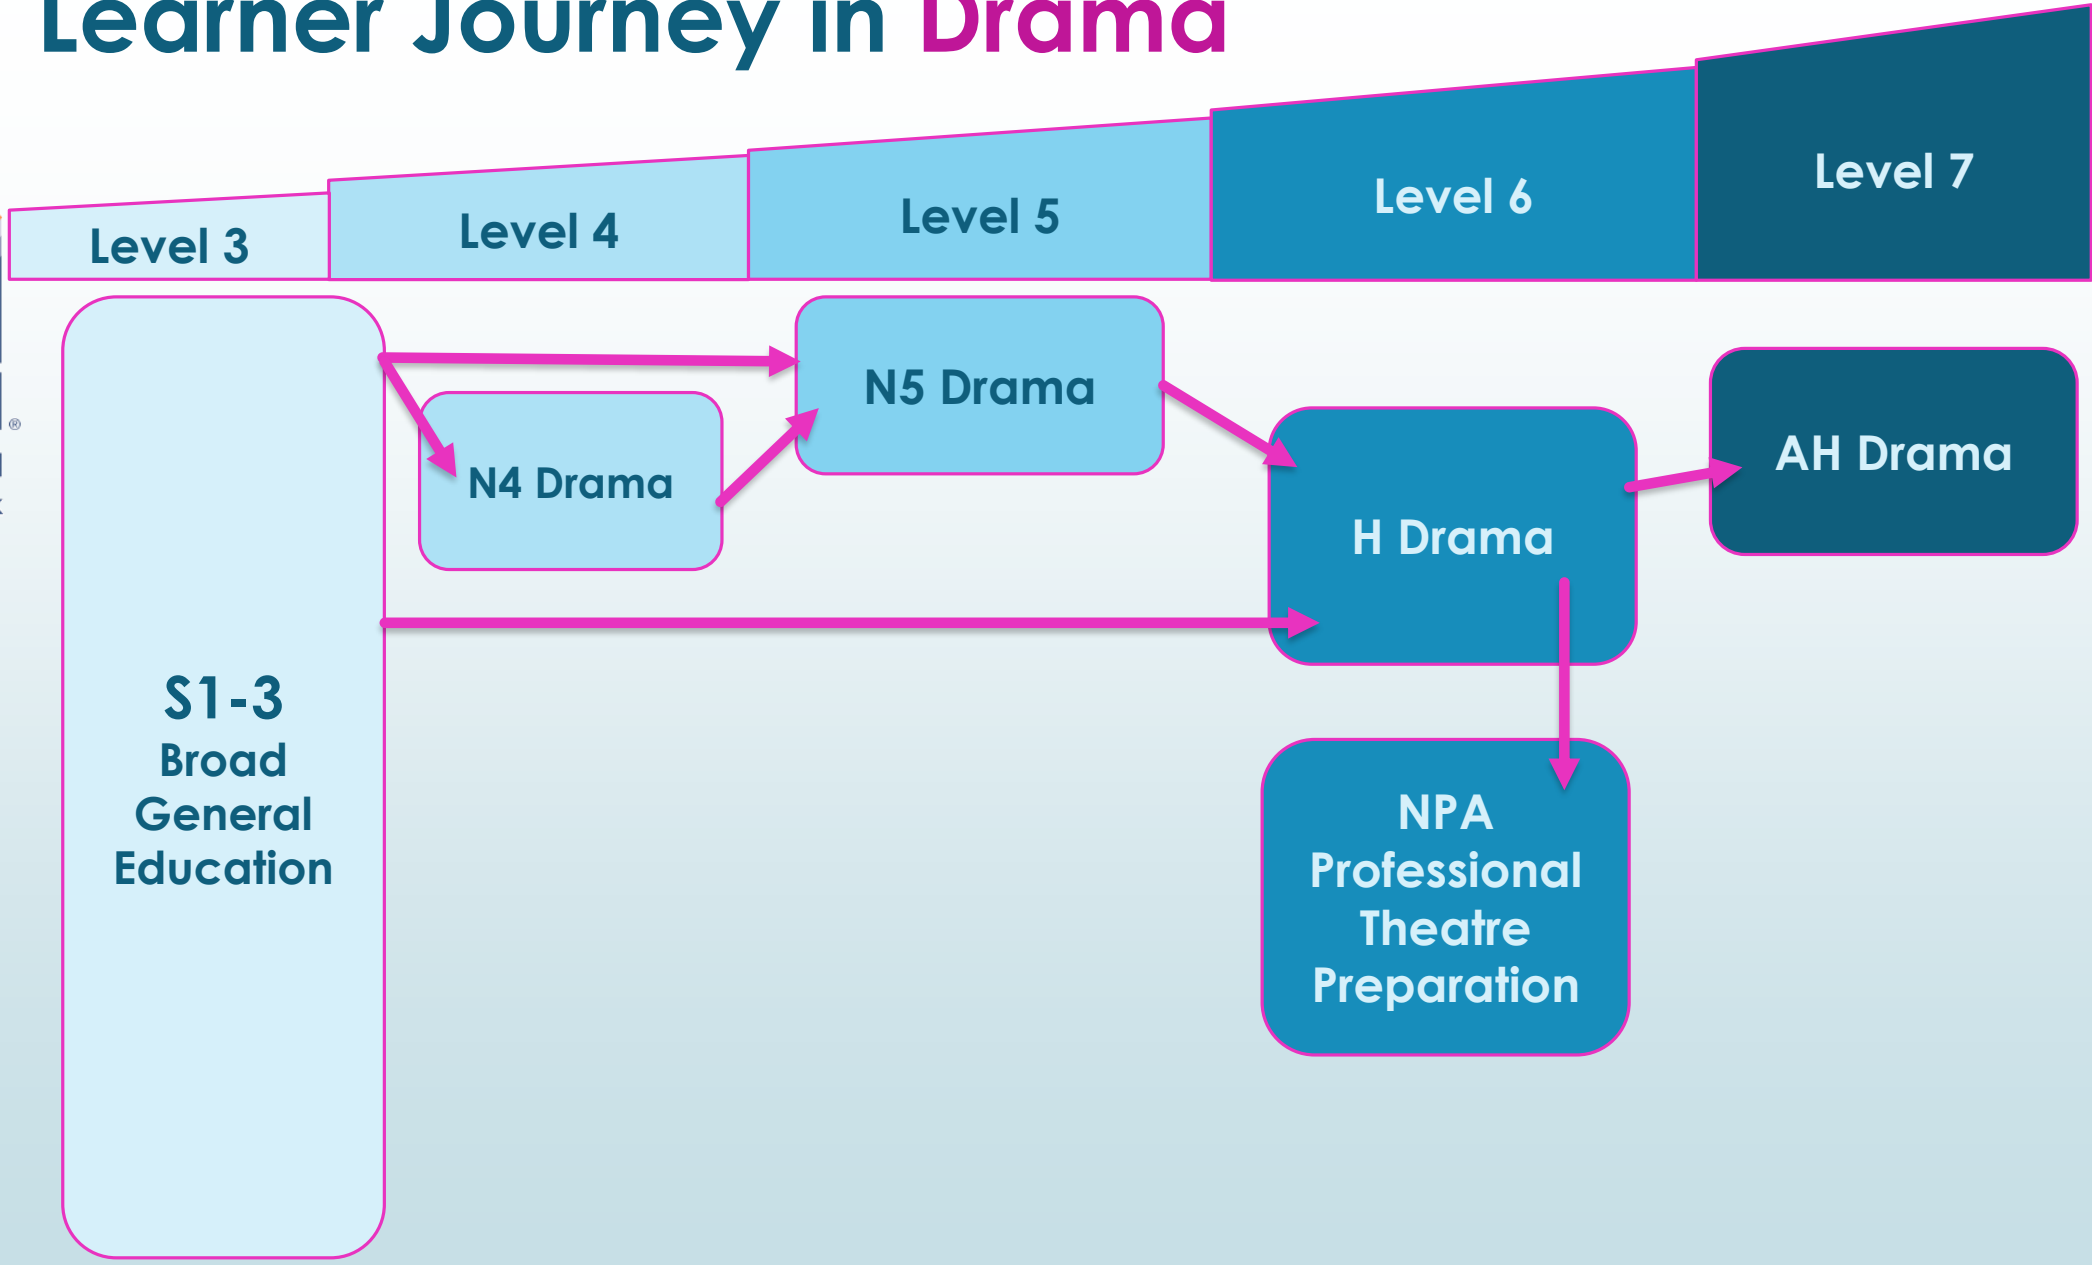 Learner Journey in Drama
Level 3
Level 4
Level 5
Level 6
Level 7
N5 Drama
N4 Drama
AH Drama
H Drama
S1-3
Broad
General
Education
NPA
Professional
Theatre
Preparation
®